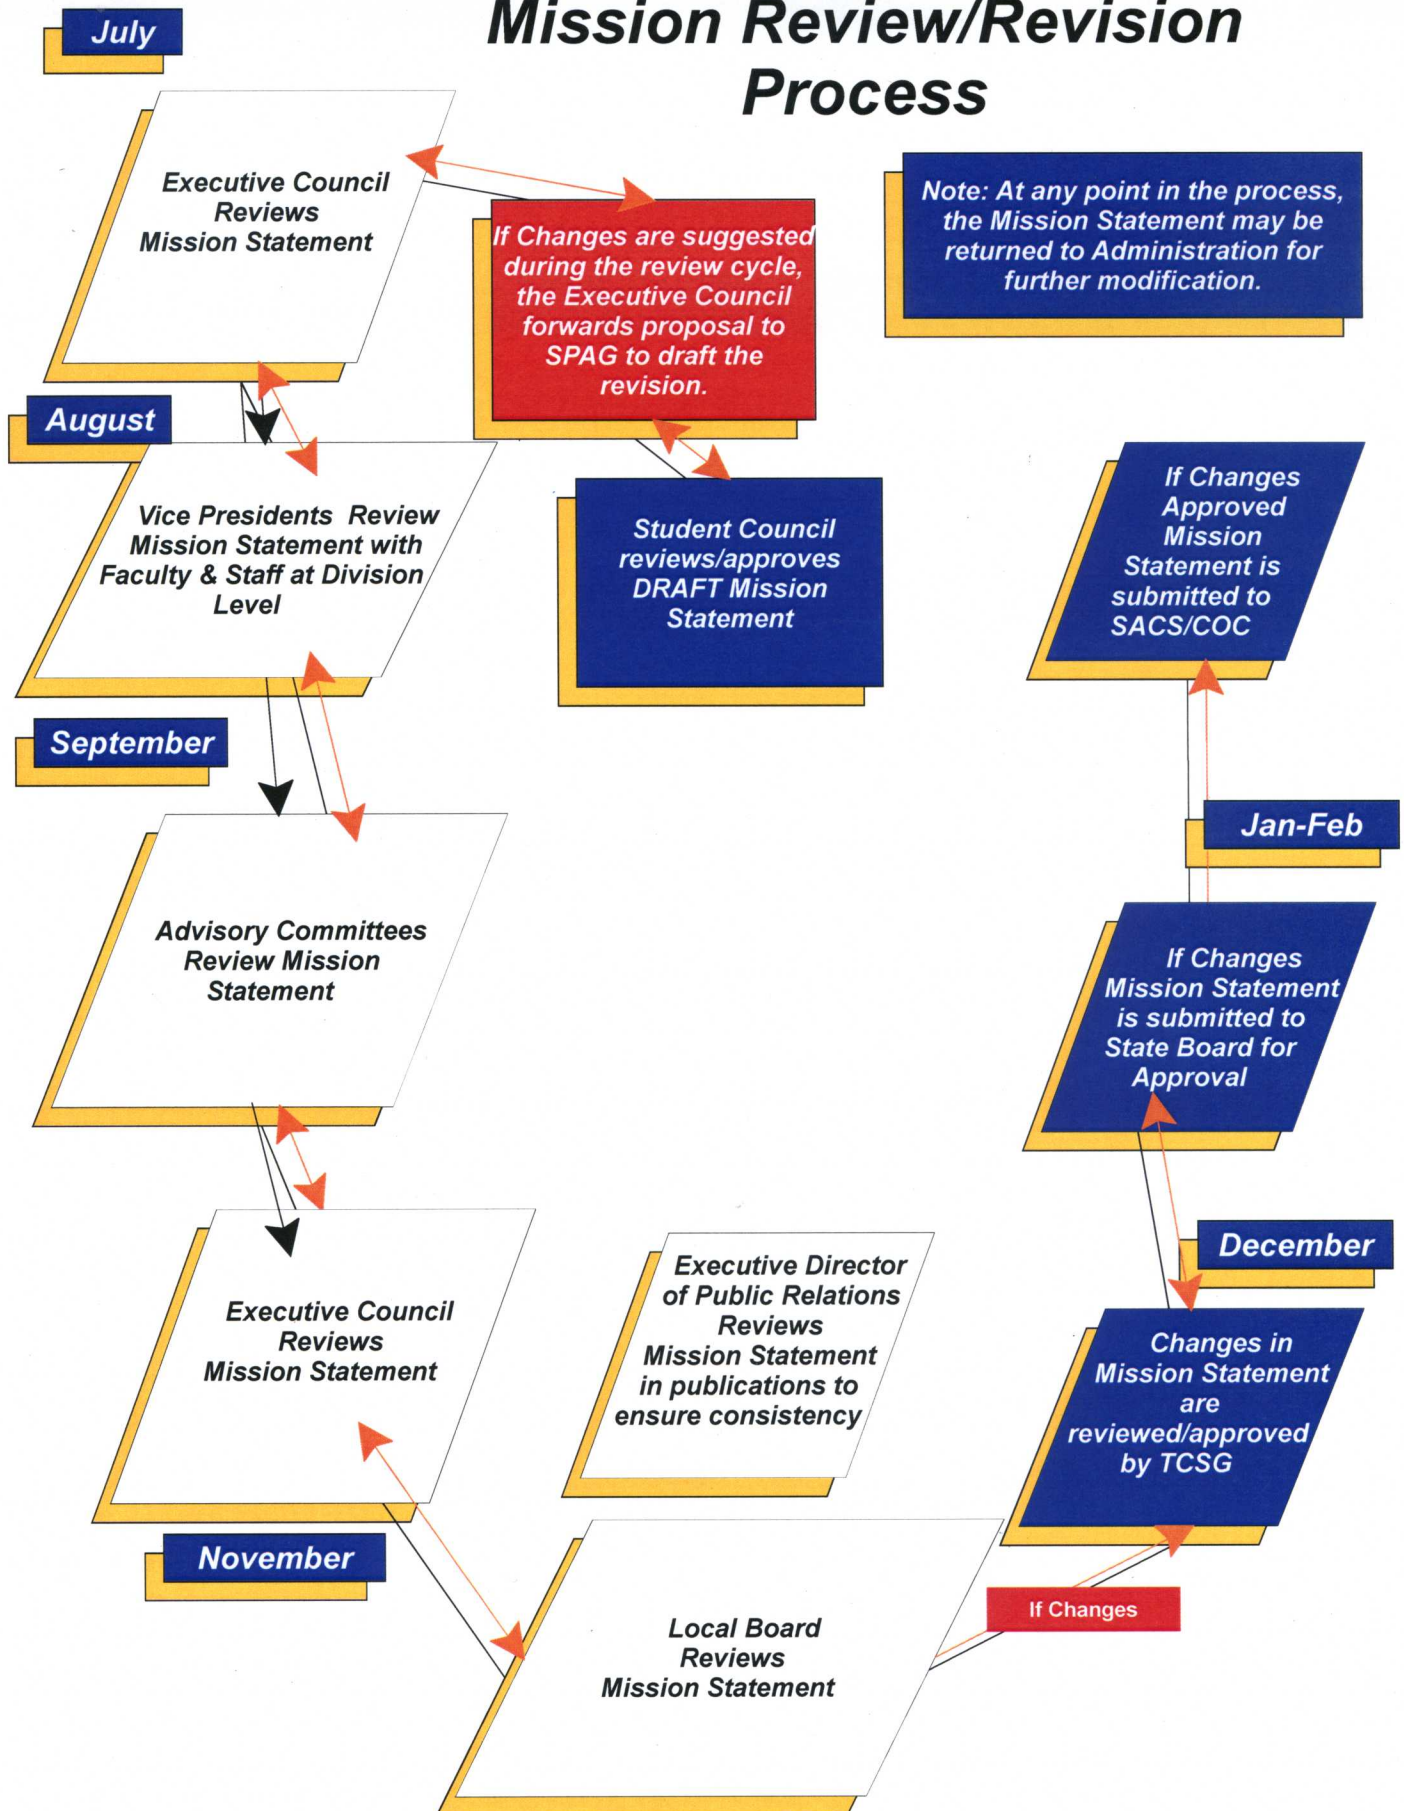 Mission Review/Revision
Process
July
Executive Council
Reviews
Mission Statement
If Changes are suggested
during the review cycle,
the Executive Council
forwards proposal to
SPAG to draft the
revision.
Note: At any point in the process,
the Mission Statement may be
returned to Administration for
further modification.
August
Vice Presidents Review
Mission Statement with
Faculty & Staff at Division
Level
Student Council
reviews/approves
DRAFT Mission
Statement
If Changes
Approved
Mission
Statement is
submitted to
SACS/COC
September
Jan-Feb
Advisory Committees
Review Mission
Statement
If Changes
Mission Statement
is submitted to
State Board for
Approval
December
Executive Council
Reviews
Mission Statement
Executive Director
of Public Relations
Reviews
Mission Statement
in publications to
ensure consistency
Changes in
Mission Statement
are
reviewed/approved
by TCSG
November
If Changes
Local Board
Reviews
Mission Statement